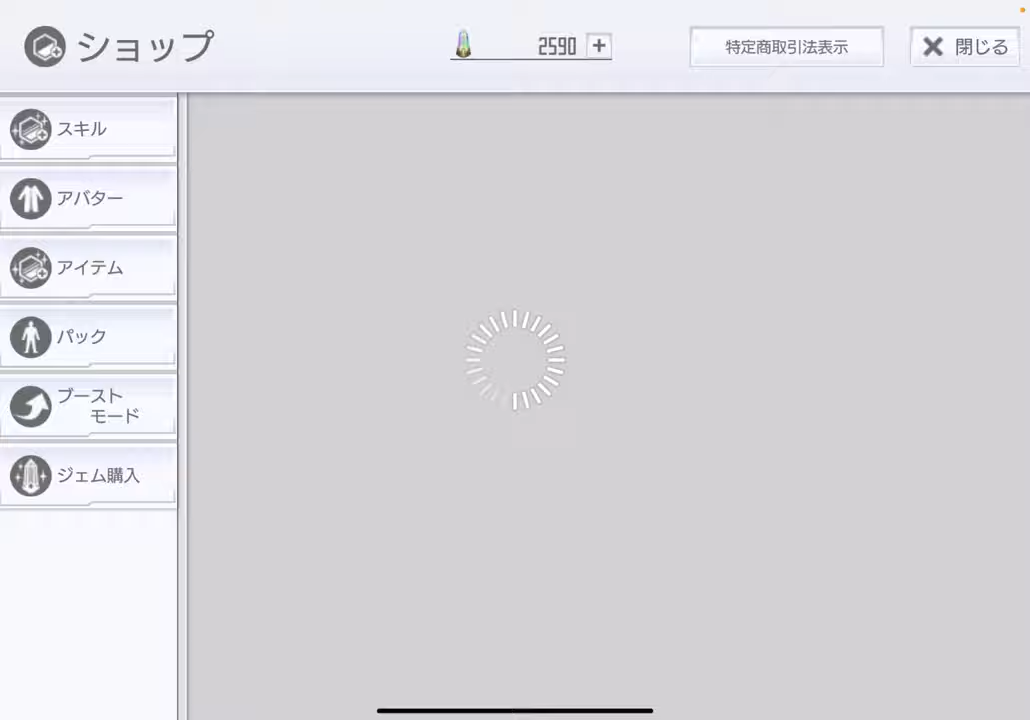 ショップ
2590
特定商取引法表示
閉じる
スキル
アバター
アイテム
パック
ブースト
モード
ジェム購入